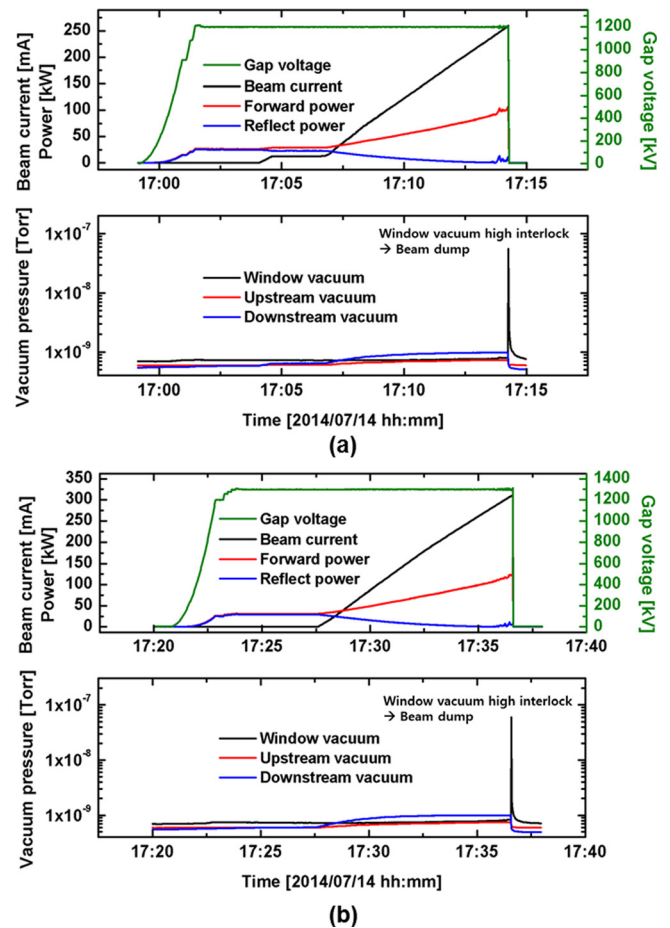 Beam current [mA]
Power [kW]
250
200
150
100
50
0
Gap voltage
Beam current
Forward power
Reflect power
1200
1000
800
600
400
200
0
Gap voltage [kV]
17:00 17:05 17:10 17:15
Vacuum pressure [Torr]
1x10⁻⁷
1x10⁻⁸
1x10⁻⁹
Window vacuum high interlock
→ Beam dump
Window vacuum
Upstream vacuum
Downstream vacuum
17:00 17:05 17:10 17:15
Time [2014/07/14 hh:mm]
(a)
Beam current [mA]
Power [kW]
350
300
250
200
150
100
50
0
Gap voltage
Beam current
Forward power
Reflect power
1400
1200
1000
800
600
400
200
0
Gap voltage [kV]
17:20 17:25 17:30 17:35 17:40
Vacuum pressure [Torr]
1x10⁻⁷
1x10⁻⁸
1x10⁻⁹
Window vacuum high interlock
→ Beam dump
Window vacuum
Upstream vacuum
Downstream vacuum
17:20 17:25 17:30 17:35 17:40
Time [2014/07/14 hh:mm]
(b)